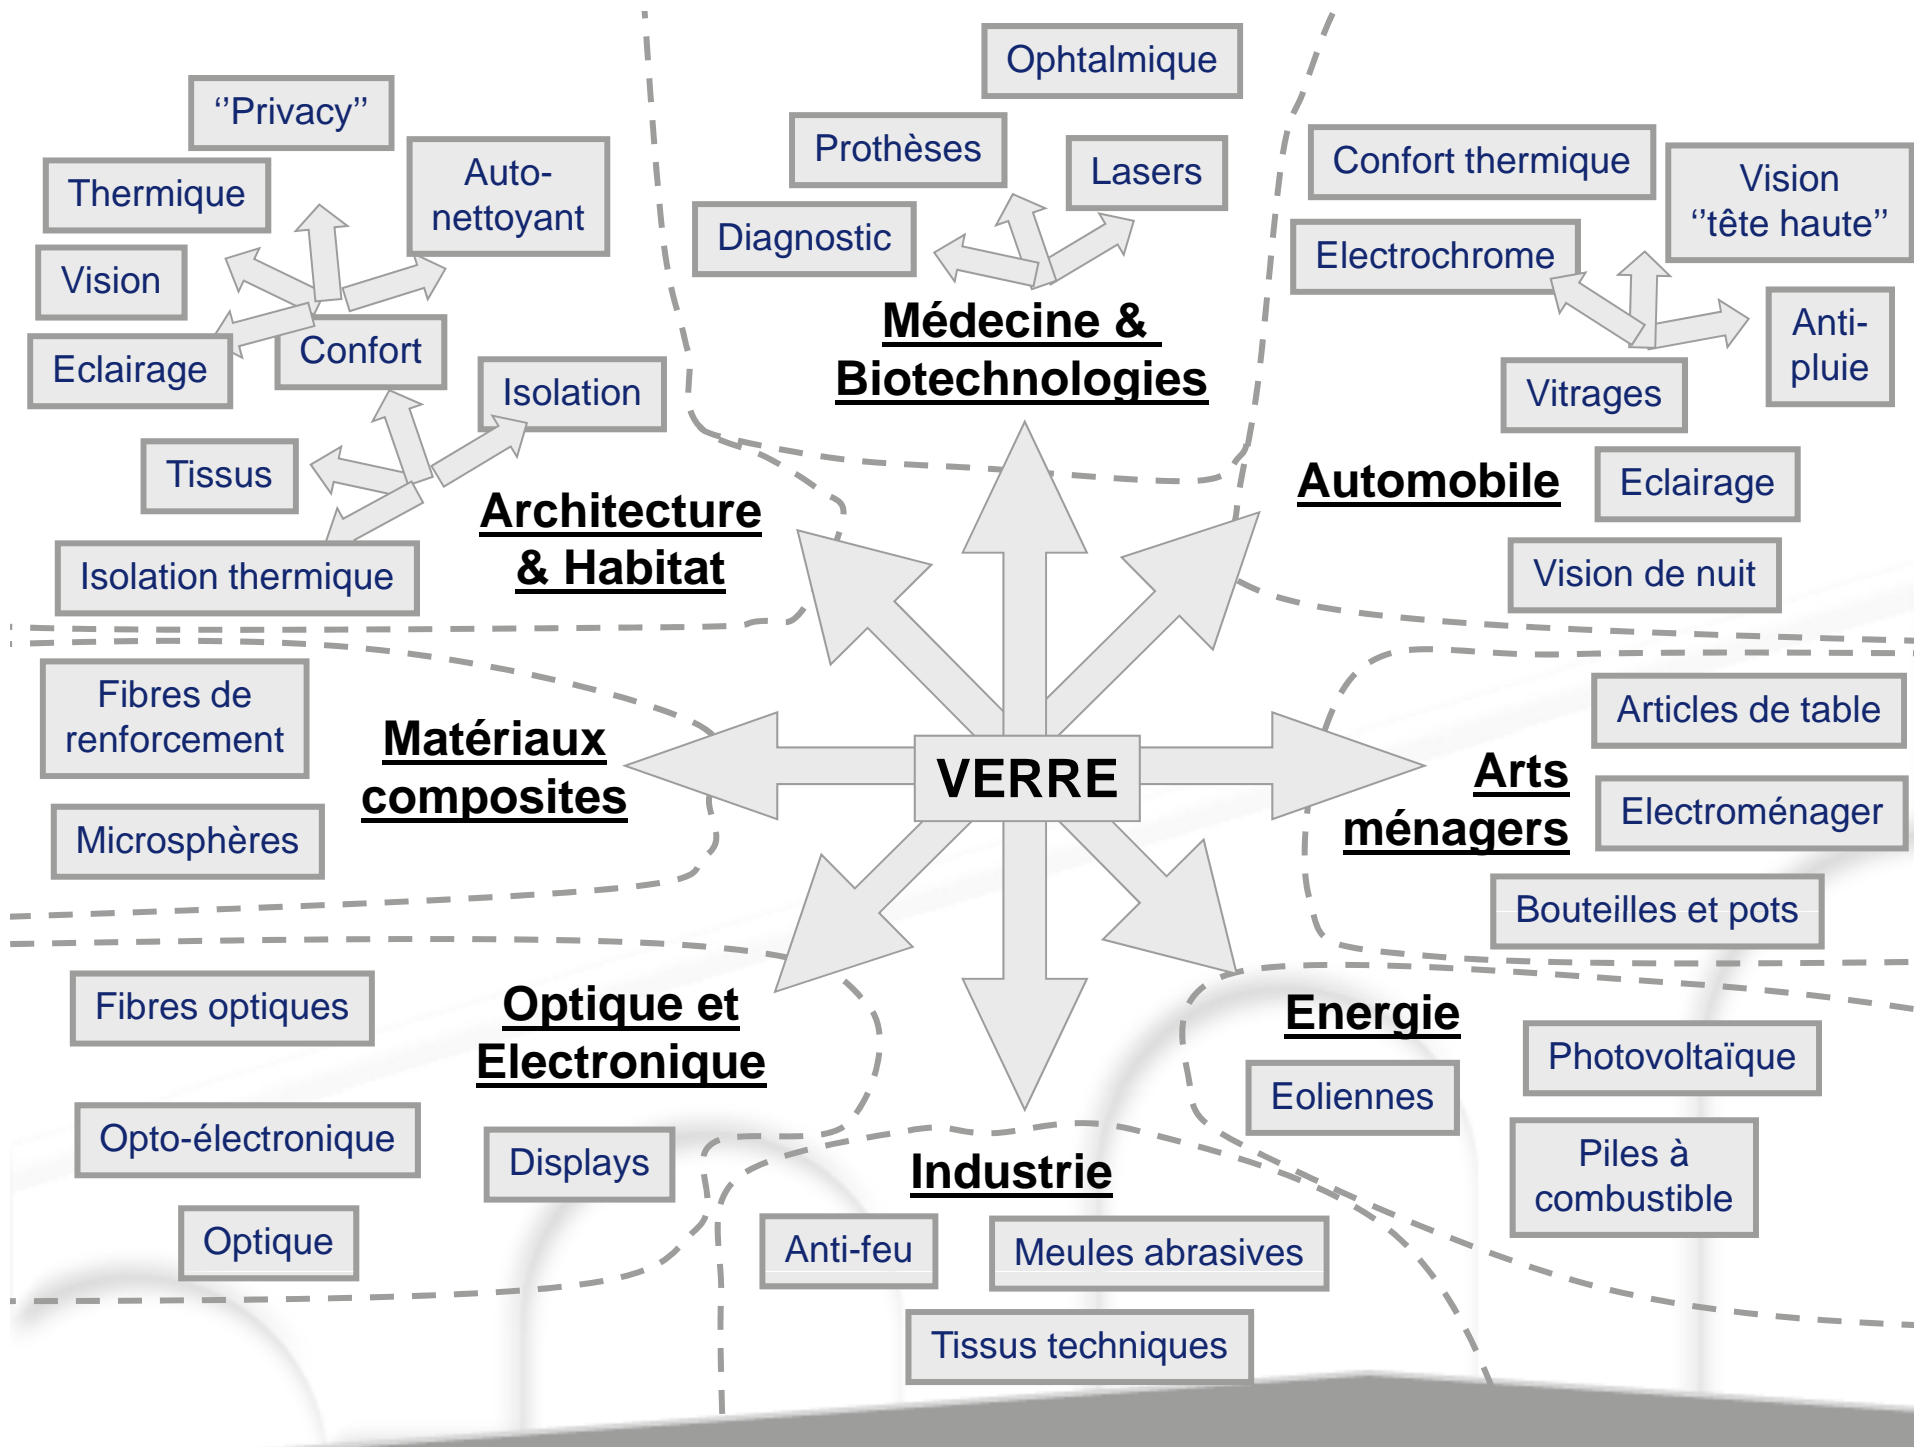 ‘’Privacy’’
Thermique
Auto-
nettoyant
Vision
Eclairage
Confort
Isolation
Tissus
Isolation thermique
Architecture
& Habitat
Ophtalmique
Prothèses
Lasers
Diagnostic
Médecine &
Biotechnologies
Confort thermique
Vision
‘’tête haute’’
Electrochrome
Anti-
pluie
Vitrages
Automobile
Eclairage
Vision de nuit
Fibres de
renforcement
Matériaux
composites
Microsphères
VERRE
Articles de table
Arts
ménagers
Electroménager
Bouteilles et pots
Fibres optiques
Optique et
Electronique
Opto-électronique
Displays
Optique
Industrie
Anti-feu
Meules abrasives
Tissus techniques
Energie
Photovoltaïque
Eoliennes
Piles à
combustible